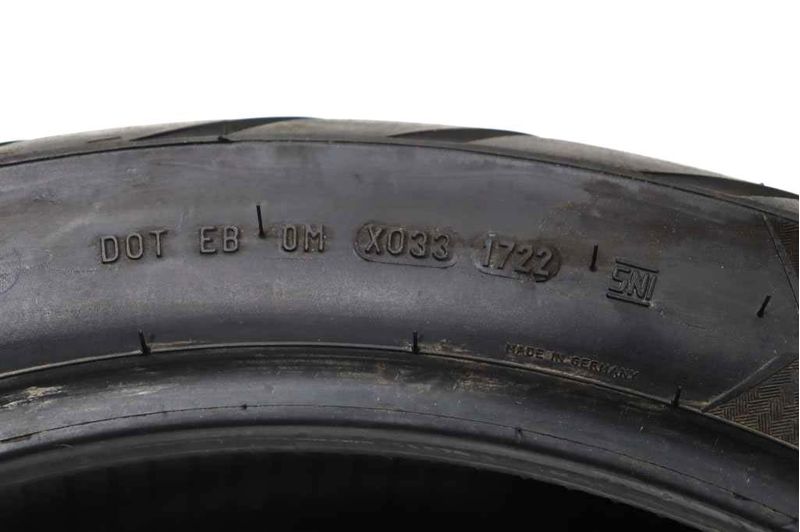 DOT EB 0M X033 1722 SNI
MADE IN GERMANY